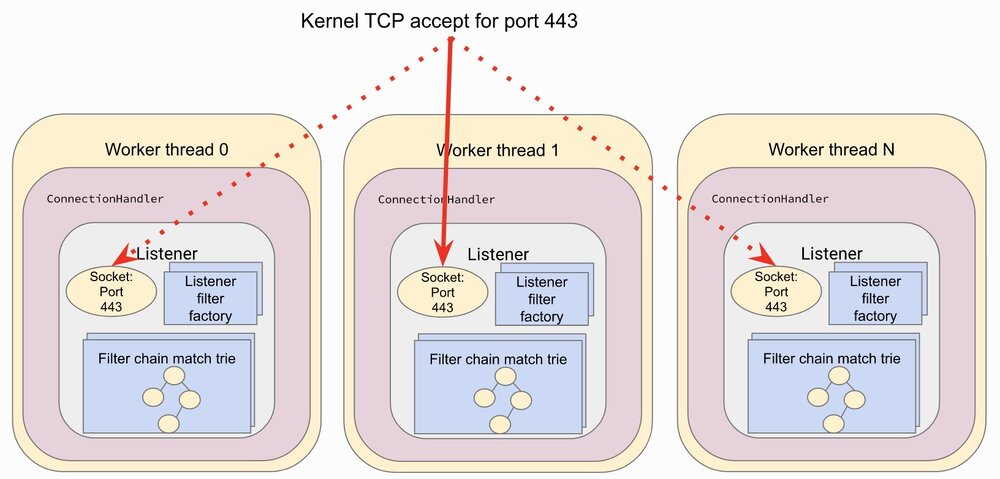 Kernel TCP accept for port 443
Worker thread 0
ConnectionHandler
Listener
Socket:
Port
443
Listener
filter
factory
Filter chain match trie
Worker thread 1
ConnectionHandler
Listener
Socket:
Port
443
Listener
filter
factory
Filter chain match trie
Worker thread N
ConnectionHandler
Listener
Socket:
Port
443
Listener
filter
factory
Filter chain match trie